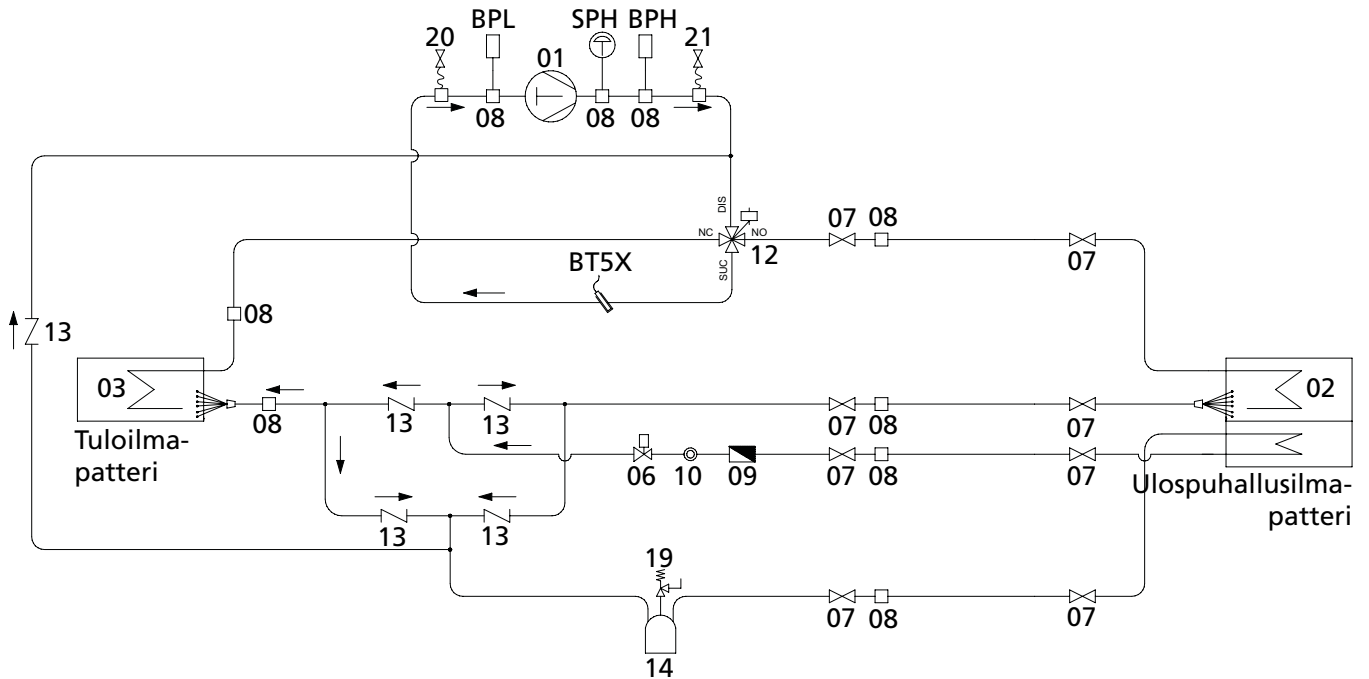 BPL
SPH
BPH
20
01
21
08
08
08
DIS
NC
NO
12
SUC
07
08
07
BT5X
08
13
03
08
13
13
07
08
07
02
Tuloilma-
patteri
06
10
09
07
08
07
Ulospuhallusilma-
patteri
13
13
19
07
08
07
14